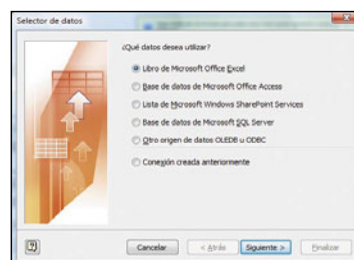 Selector de datos
¿Qué datos desea utilizar?
Libro de Microsoft Office Excel
Base de datos de Microsoft Office Access
Lista de Microsoft Windows SharePoint Services
Base de datos de Microsoft SQL Server
Otro origen de datos OLEDB u ODBC
Conexión creada anteriormente
Cancelar
< Atrás
Siguiente >
Finalizar